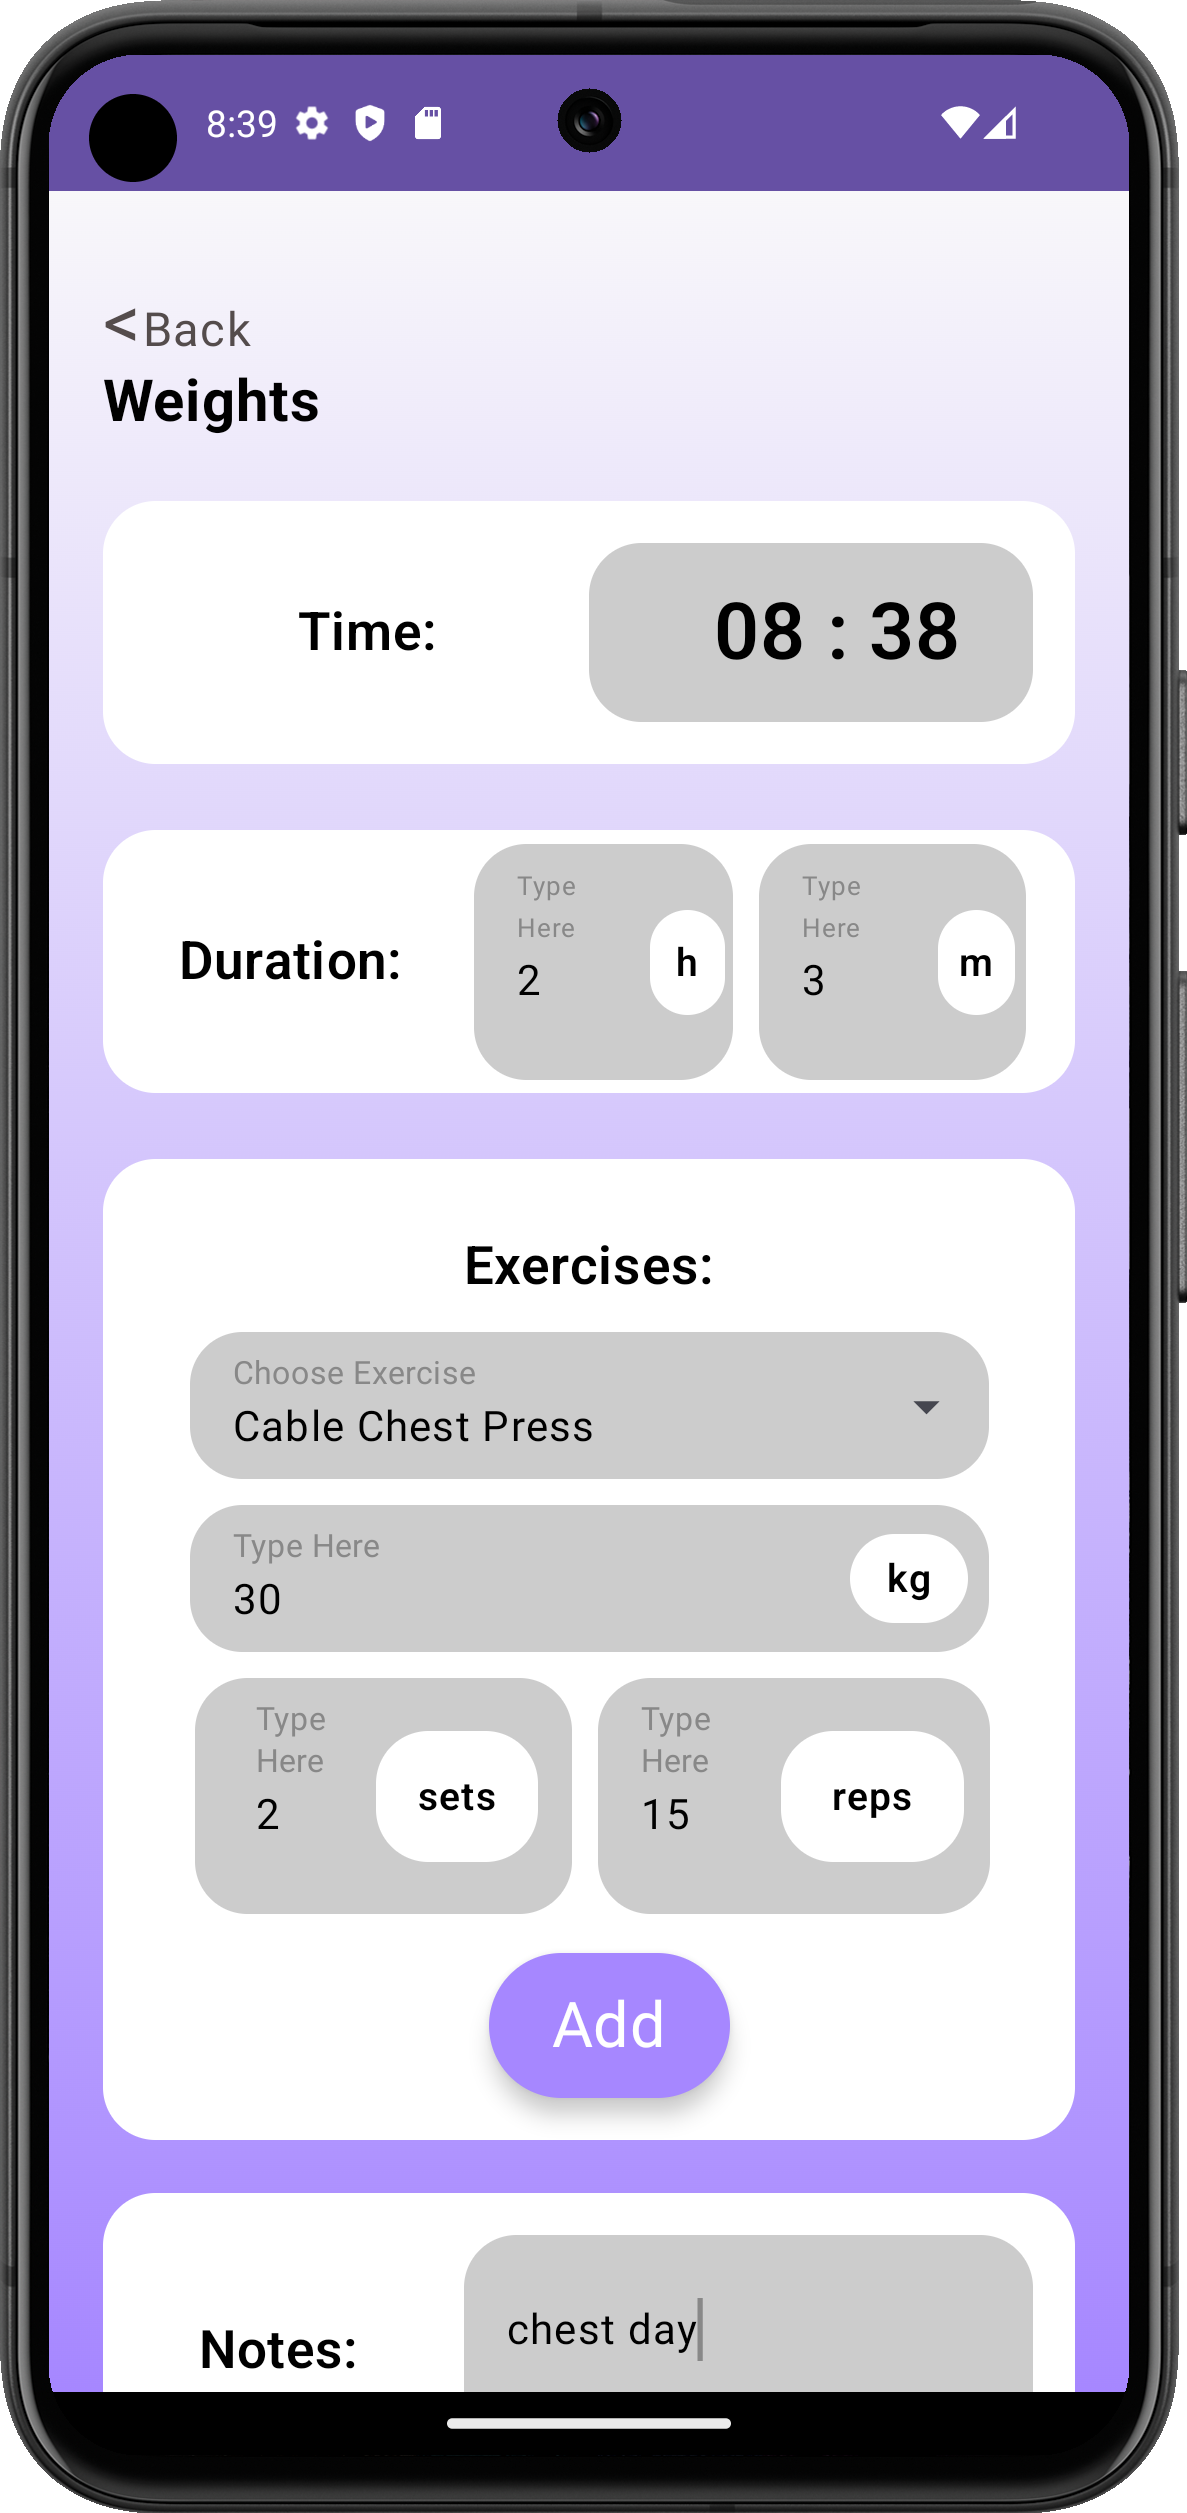 8:39
<Back
Weights
Time:
08 : 38
Duration:
Type
Here
2
h
Type
Here
3
m
Exercises:
Choose Exercise
Cable Chest Press
Type Here
30
kg
Type
Here
2
sets
Type
Here
15
reps
Add
Notes:
chest day